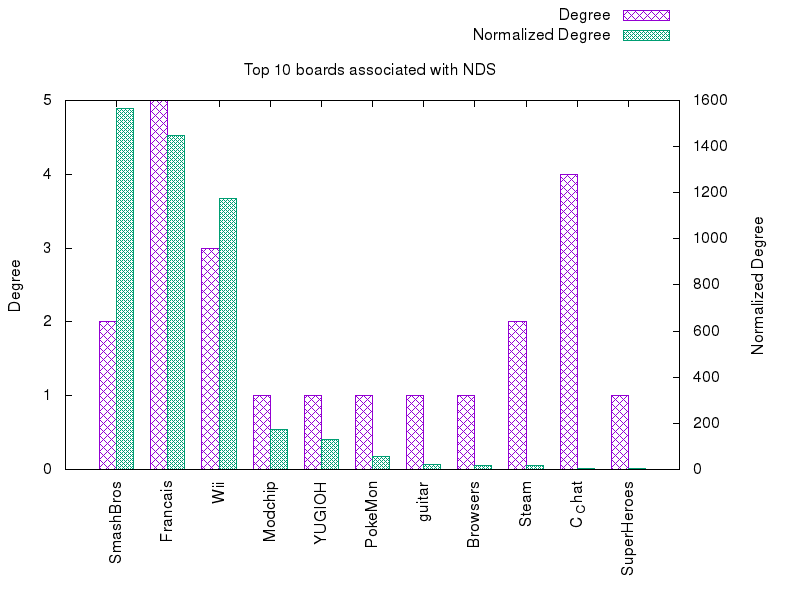 Degree
Normalized Degree
Top 10 boards associated with NDS
5
4
3
2
1
0
1600
1400
1200
1000
800
600
400
200
0
Degree
Normalized Degree
SmashBros
Francais
Wii
Modchip
YUGIOH
PokeMon
guitar
Browsers
Steam
C_Chat
SuperHeroes